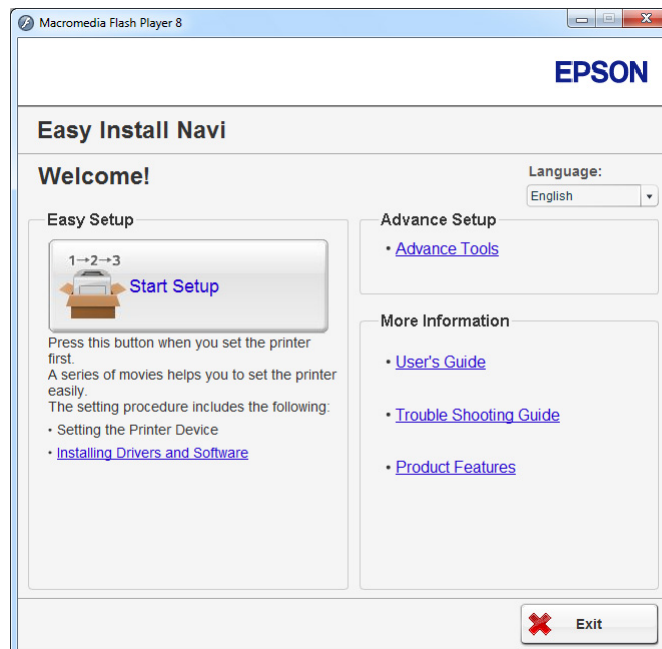 Macromedia Flash Player 8
EPSON
Easy Install Navi
Welcome!
Language:
English
Easy Setup
1→2→3
Start Setup
Press this button when you set the printer
first.
A series of movies helps you to set the printer
easily.
The setting procedure includes the following:
• Setting the Printer Device
• Installing Drivers and Software
Advance Setup
• Advance Tools
More Information
• User's Guide
• Trouble Shooting Guide
• Product Features
Exit